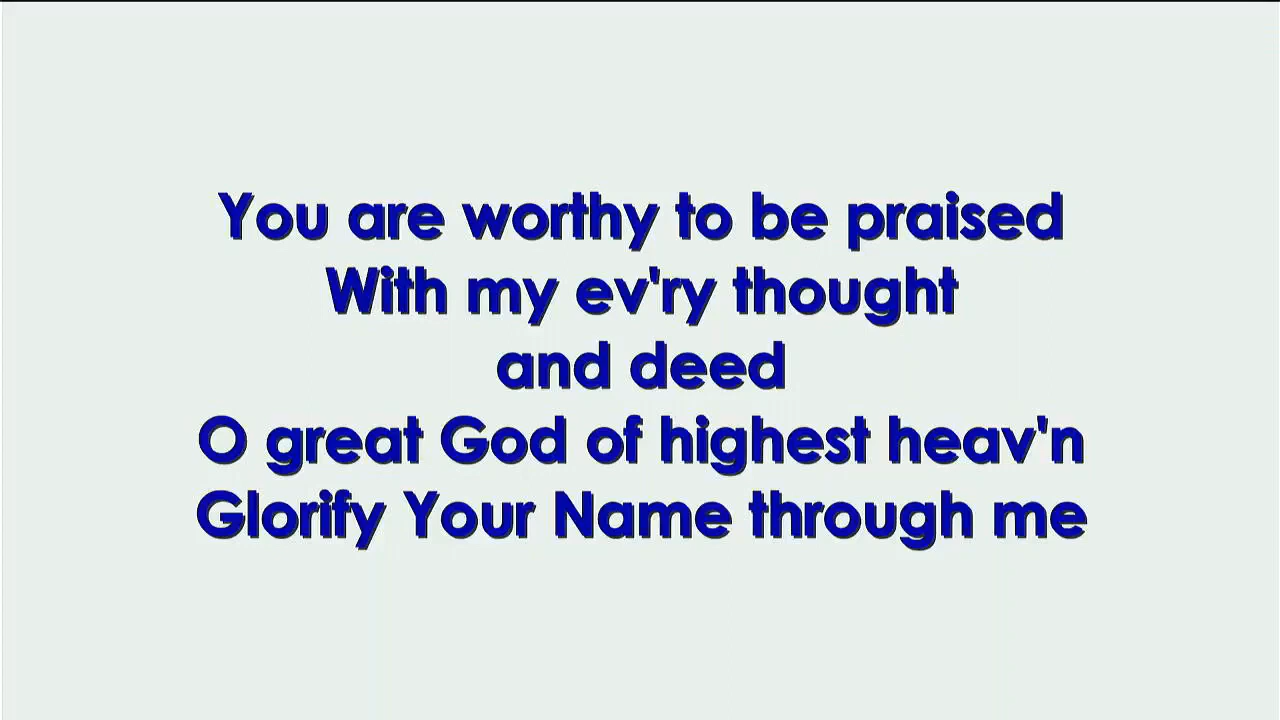 You are worthy to be praised
With my ev'ry thought
and deed
O great God of highest heav'n
Glorify Your Name through me